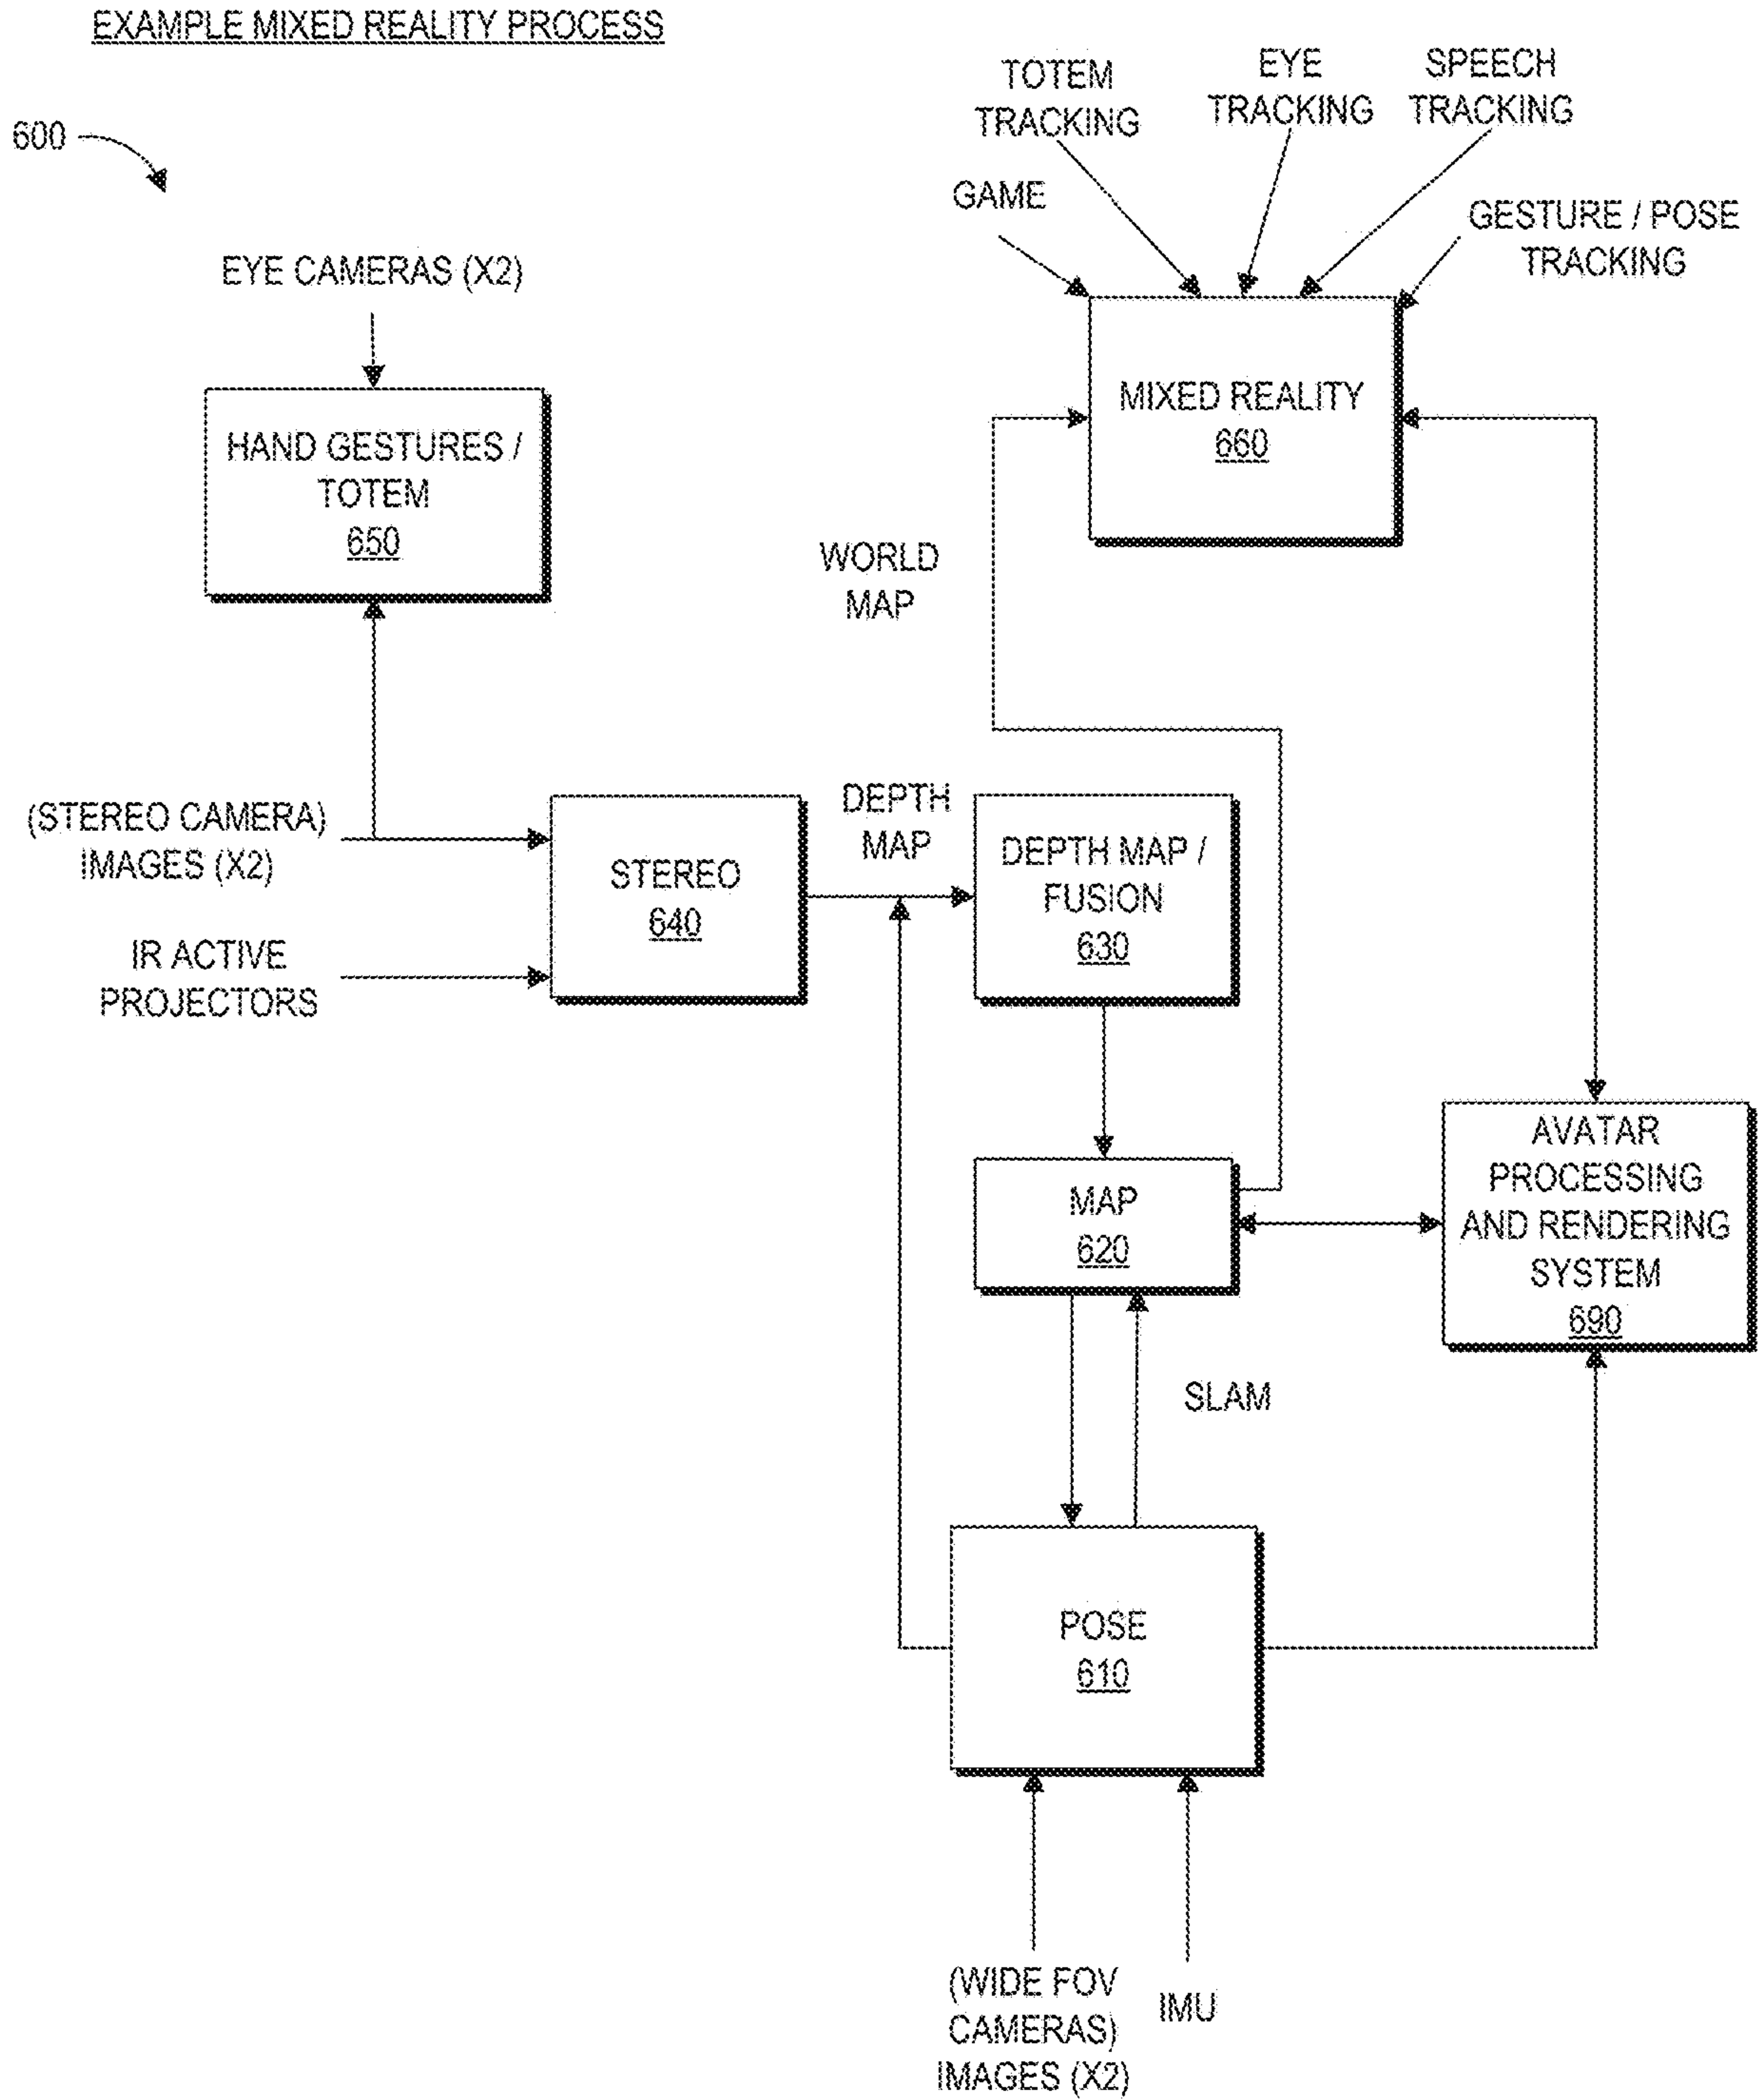 EXAMPLE MIXED REALITY PROCESS
600
TOTEM
TRACKING
EYE
TRACKING
SPEECH
TRACKING
GAME
GESTURE / POSE
TRACKING
EYE CAMERAS (X2)
HAND GESTURES /
TOTEM
650
MIXED REALITY
660
WORLD
MAP
(STEREO CAMERA)
IMAGES (X2)
IR ACTIVE
PROJECTORS
STEREO
640
DEPTH
MAP
DEPTH MAP /
FUSION
630
MAP
620
AVATAR
PROCESSING
AND RENDERING
SYSTEM
690
SLAM
POSE
610
(WIDE FOV
CAMERAS)
IMAGES (X2)
IMU